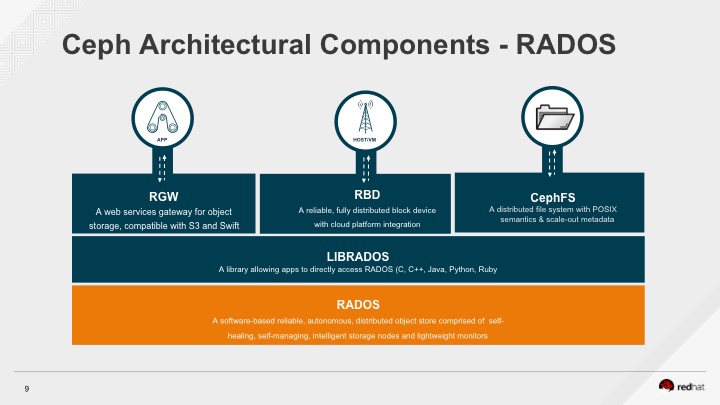 Ceph Architectural Components - RADOS
APP
HOST/VM
RGW
A web services gateway for object
storage, compatible with S3 and Swift
RBD
A reliable, fully distributed block device
with cloud platform integration
CephFS
A distributed file system with POSIX
semantics & scale-out metadata
LIBRADOS
A library allowing apps to directly access RADOS (C, C++, Java, Python, Ruby
RADOS
A software-based reliable, autonomous, distributed object store comprised of self-
healing, self-managing, intelligent storage nodes and lightweight monitors
9
redhat.